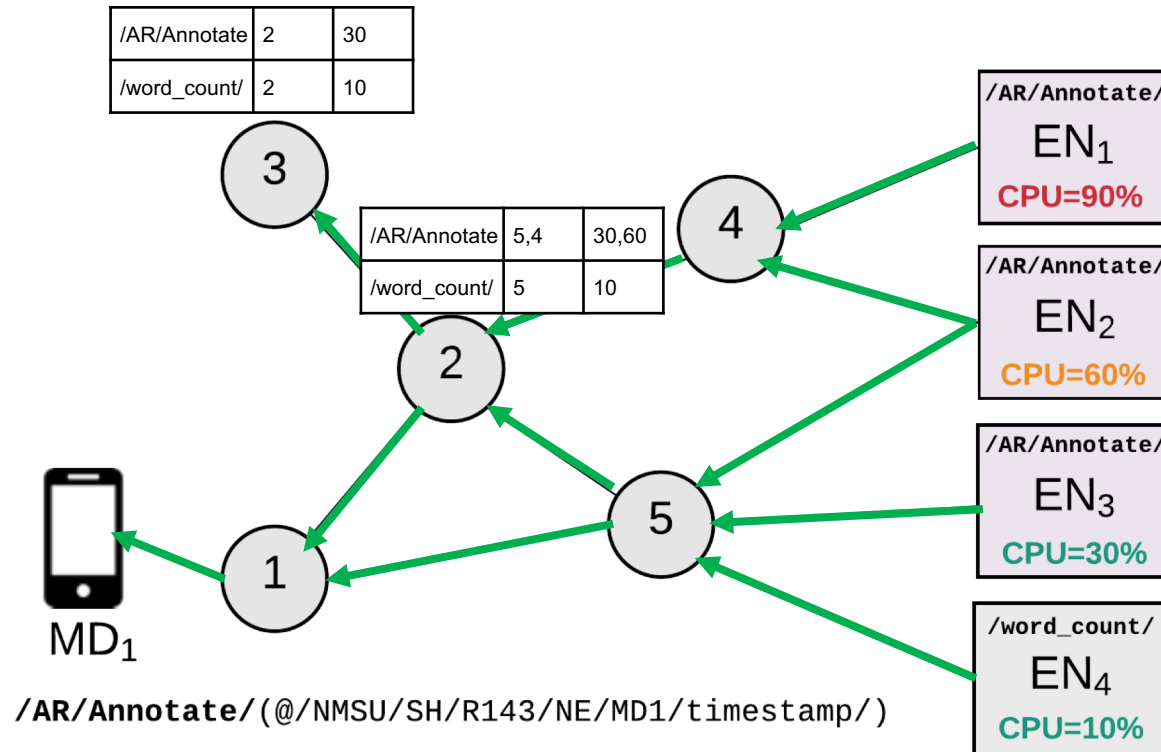 /AR/Annotate 2 30
/word_count/ 2 10
3
/AR/Annotate 5,4 30,60
/word_count/ 5 10
4
2
5
1
MD1
/AR/Annotate/
EN1
CPU=90%
/AR/Annotate/
EN2
CPU=60%
/AR/Annotate/
EN3
CPU=30%
/word_count/
EN4
CPU=10%
/AR/Annotate/(@/NMSU/SH/R143/NE/MD1/timestamp/)